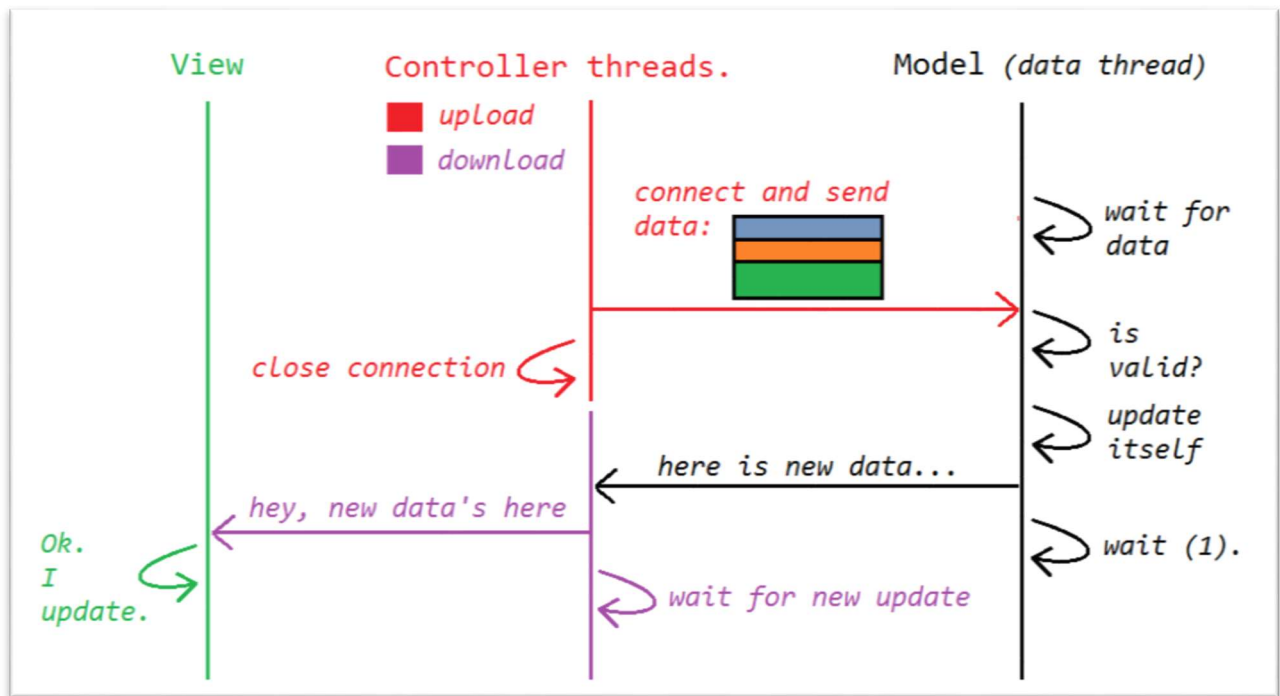 View
Controller threads.
Model (data thread)
upload
download
connect and send
data:
wait for
data
is
valid?
close connection
update
itself
here is new data...
hey, new data's here
wait (1).
Ok.
I
update.
wait for new update